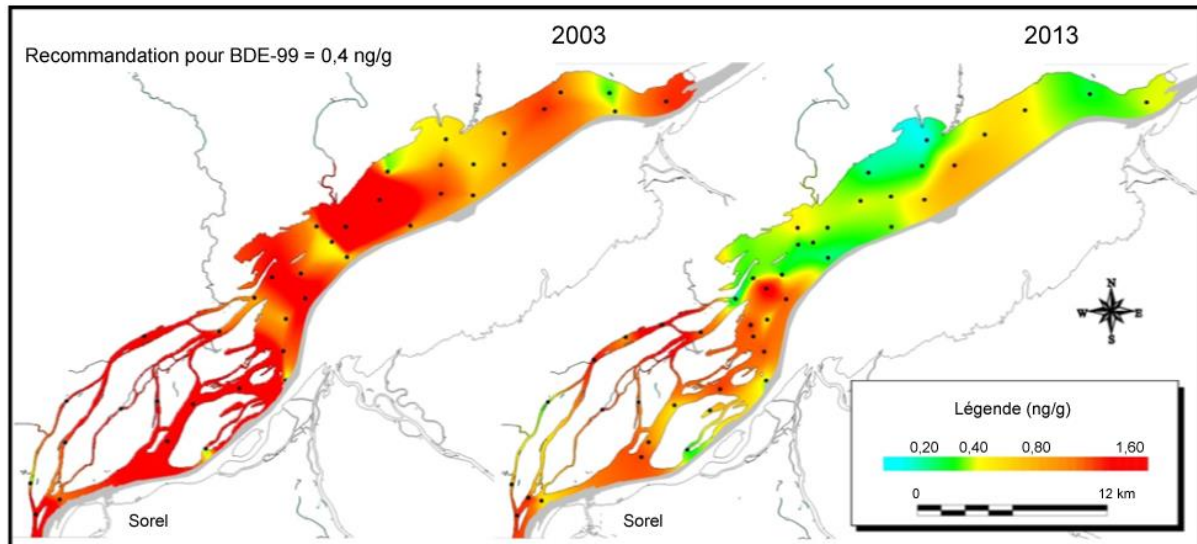 2003
2013
Recommandation pour BDE-99 = 0,4 ng/g
N
W E
S
Légende (ng/g)
0,20 0,40 0,80 1,60
0 12 km
Sorel
Sorel